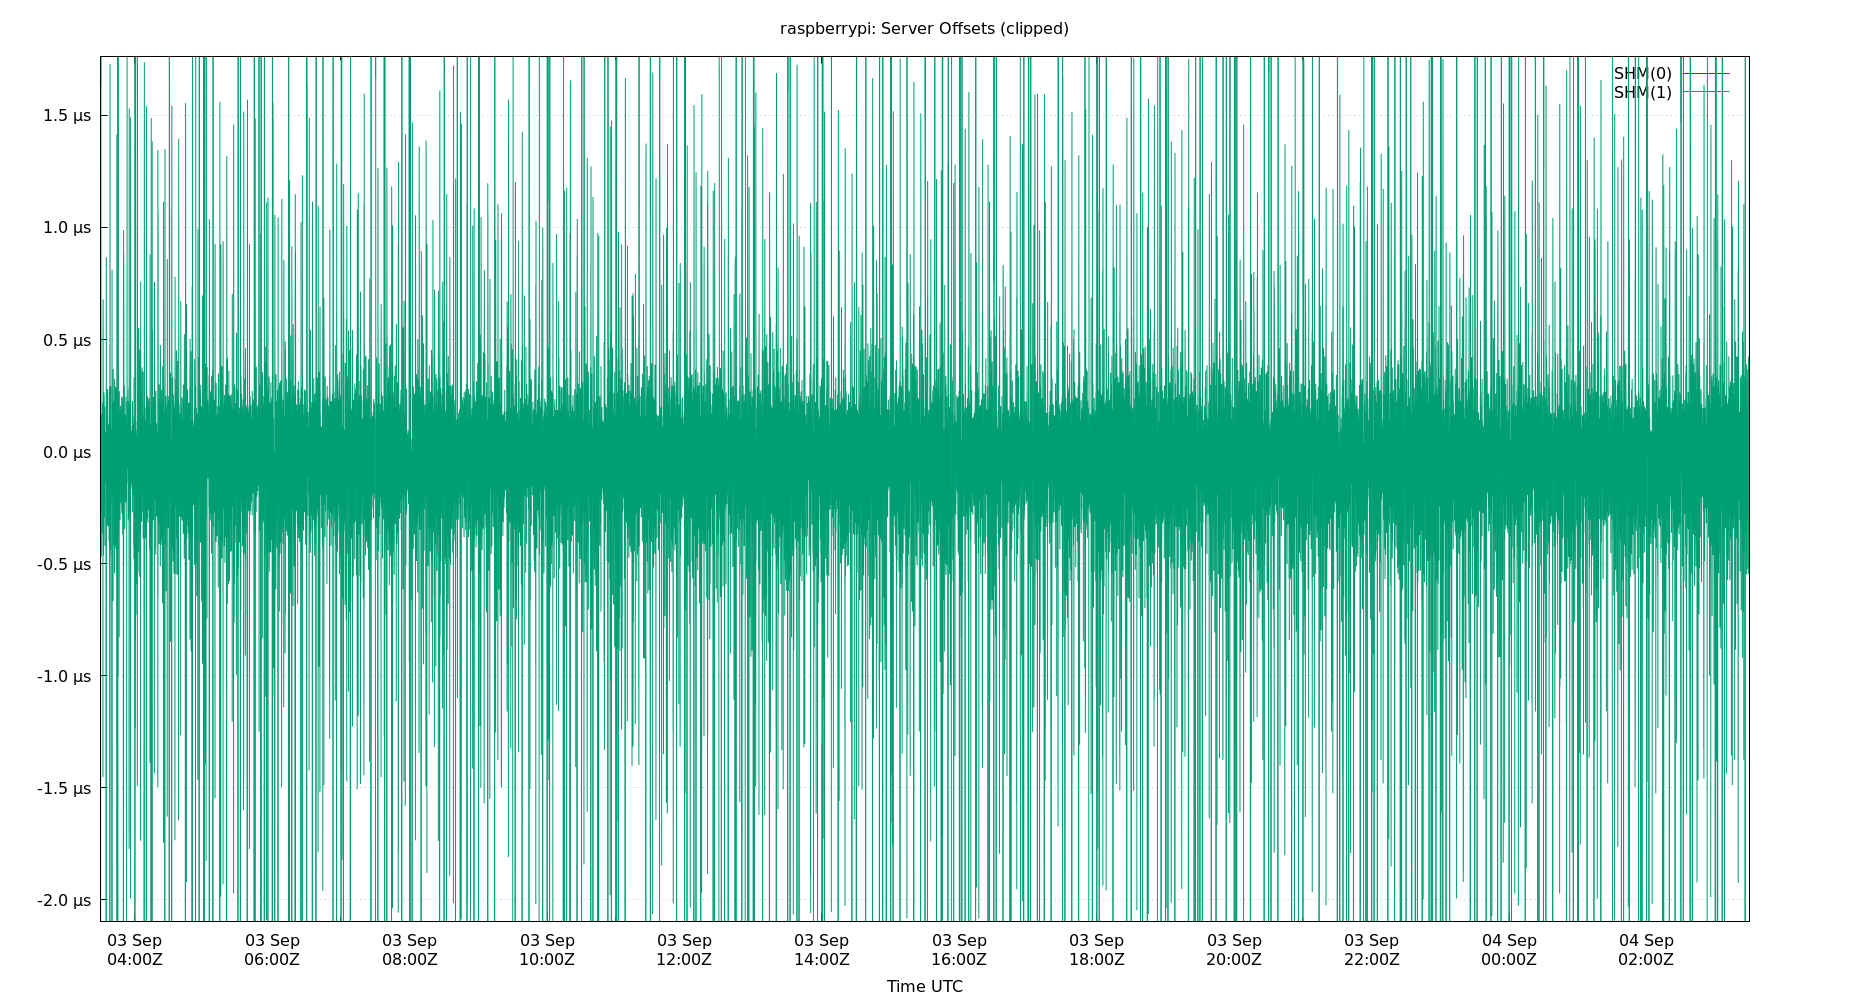 raspberrypi: Server Offsets (clipped)
SHM(0)
SHM(1)
1.5 µs
1.0 µs
0.5 µs
0.0 µs
-0.5 µs
-1.0 µs
-1.5 µs
-2.0 µs
03 Sep 03 Sep 03 Sep 03 Sep 03 Sep 03 Sep 03 Sep 03 Sep 03 Sep 03 Sep 04 Sep 04 Sep
04:00Z 06:00Z 08:00Z 10:00Z 12:00Z 14:00Z 16:00Z 18:00Z 20:00Z 22:00Z 00:00Z 02:00Z
Time UTC